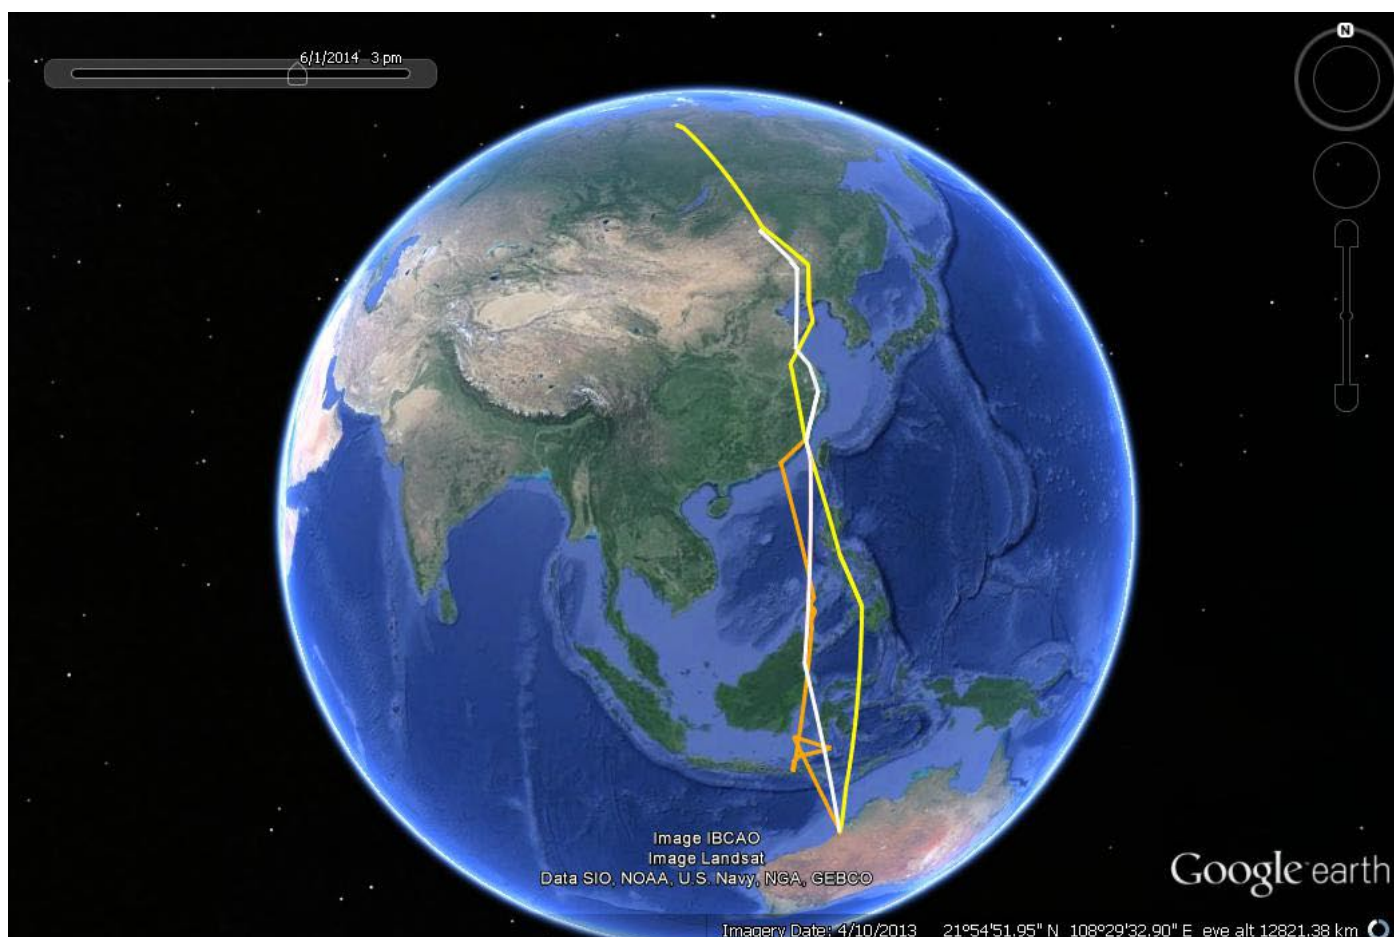 6/1/2014   3 pm
N
Image IBCAO
Image Landsat
Data SIO, NOAA, U.S. Navy, NGA, GEBCO
Google earth
Imagery Date: 4/10/2013   21°54'51.95" N  108°29'32.90" E  eye alt 12821.38 km